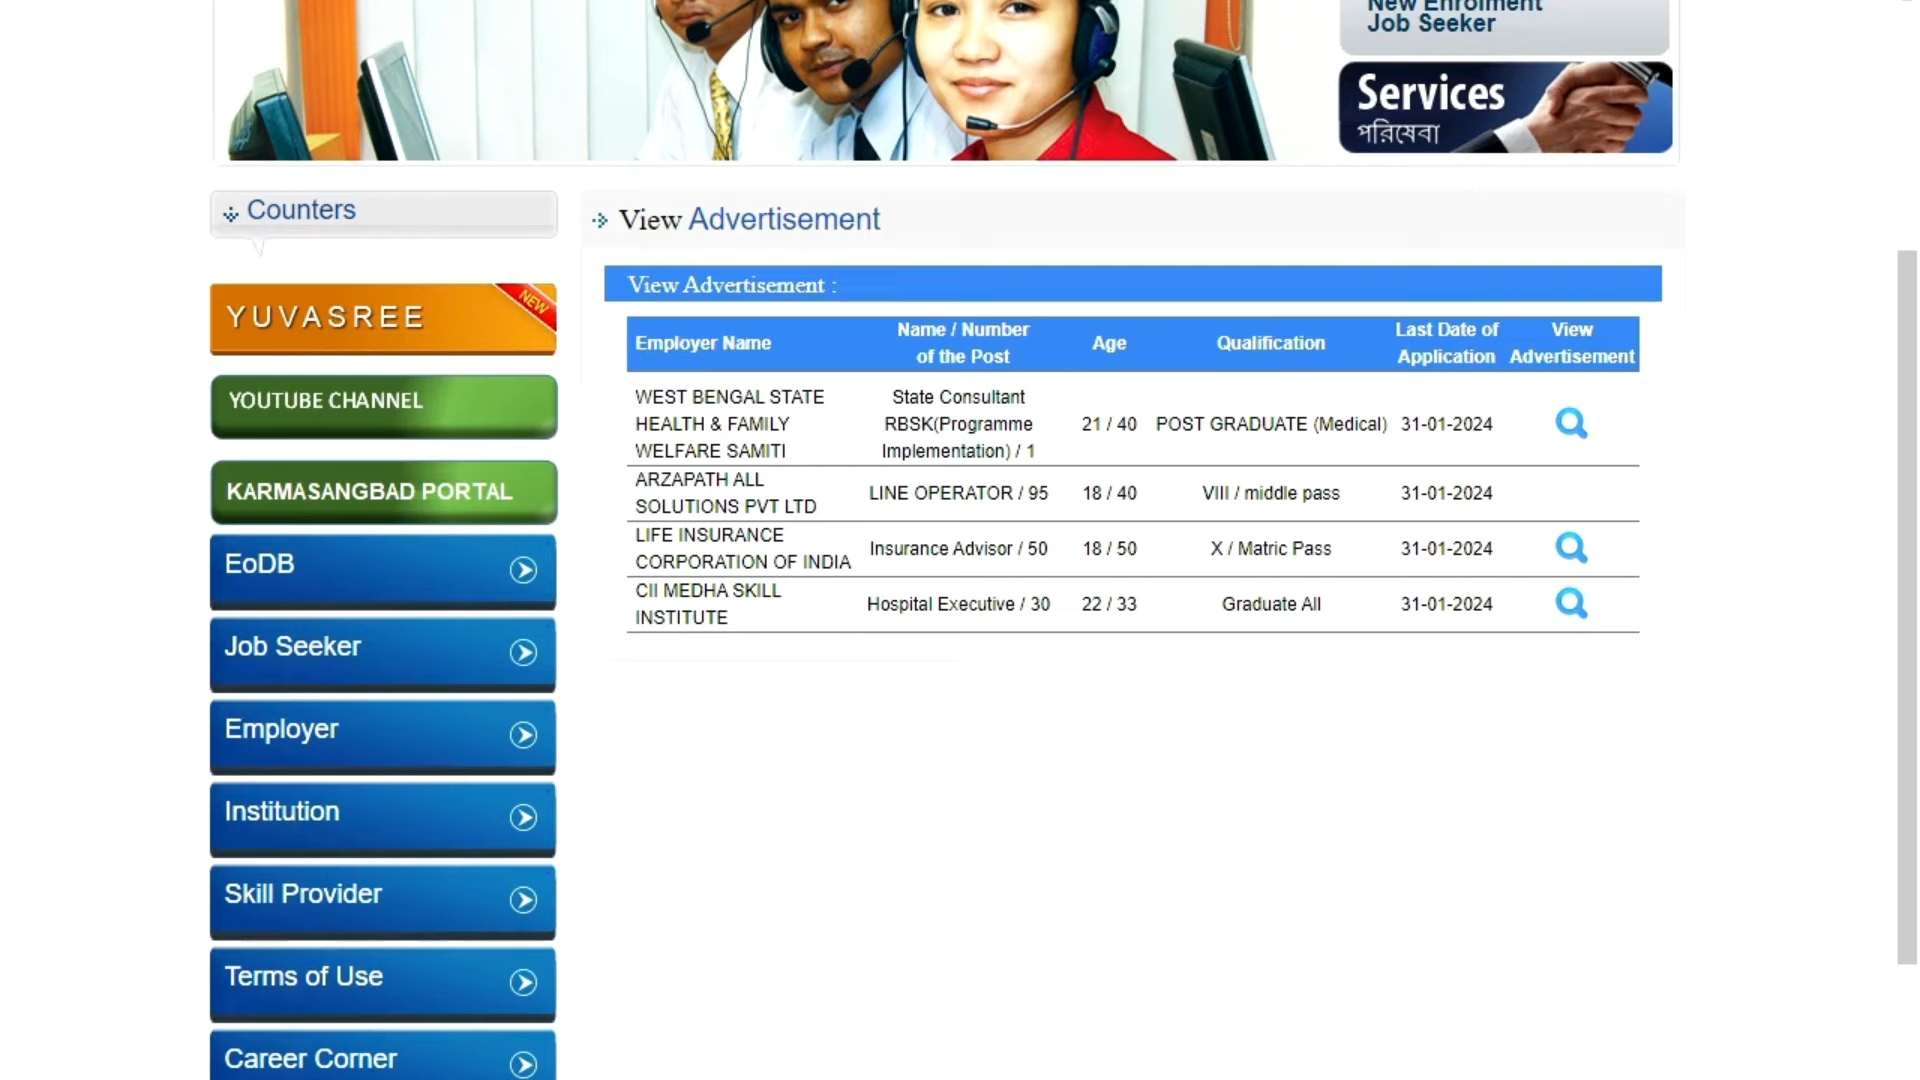 New Enrolment
Job Seeker
Services
পরিষেবা
Counters
View Advertisement
YUVASREE
NEW
YOUTUBE CHANNEL
KARMASANGBAD PORTAL
EoDB
Job Seeker
Employer
Institution
Skill Provider
Terms of Use
Career Corner
View Advertisement :
Employer Name
Name / Number
of the Post
Age
Qualification
Last Date of
Application
View
Advertisement
WEST BENGAL STATE
HEALTH & FAMILY
WELFARE SAMITI
State Consultant
RBSK(Programme
Implementation) / 1
21 / 40
POST GRADUATE (Medical)
31-01-2024
ARZAPATH ALL
SOLUTIONS PVT LTD
LINE OPERATOR / 95
18 / 40
VIII / middle pass
31-01-2024
LIFE INSURANCE
CORPORATION OF INDIA
Insurance Advisor / 50
18 / 50
X / Matric Pass
31-01-2024
CII MEDHA SKILL
INSTITUTE
Hospital Executive / 30
22 / 33
Graduate All
31-01-2024